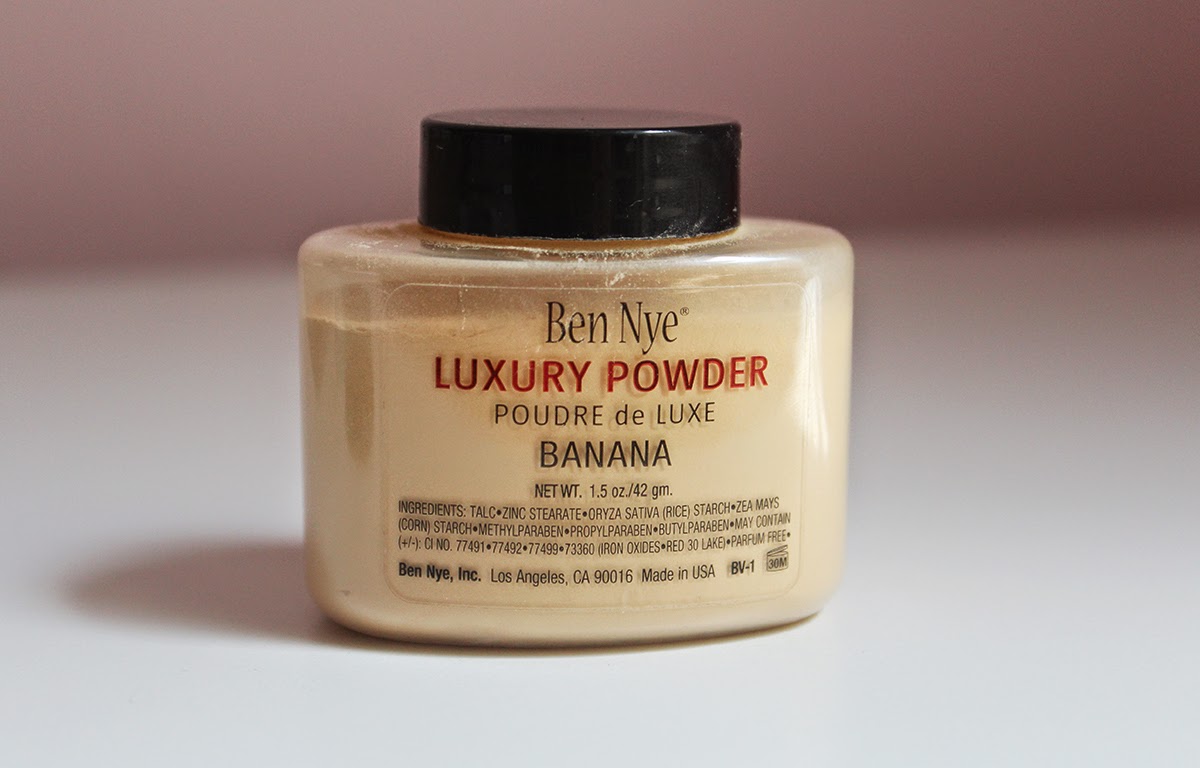 Ben Nye®
LUXURY POWDER
POUDRE de LUXE
BANANA
NET WT. 1.5 oz./42 gm.
INGREDIENTS: TALC•ZINC STEARATE•ORYZA SATIVA (RICE) STARCH•ZEA MAYS
(CORN) STARCH•METHYLPARABEN•PROPYLPARABEN•BUTYLPARABEN•MAY CONTAIN
(+/-): CI NO. 77491•77492•77499•73360 (IRON OXIDES•RED 30 LAKE)•PARFUM FREE•
Ben Nye, Inc. Los Angeles, CA 90016 Made in USA BV-1 30M